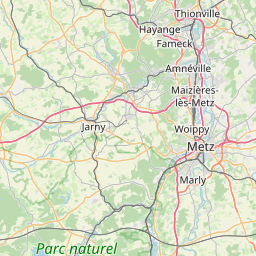 Thionville
Hayange
Fameck
Amnéville
Maizières-
lès-Metz
Jarny
Woippy
Metz
Marly
Parc naturel